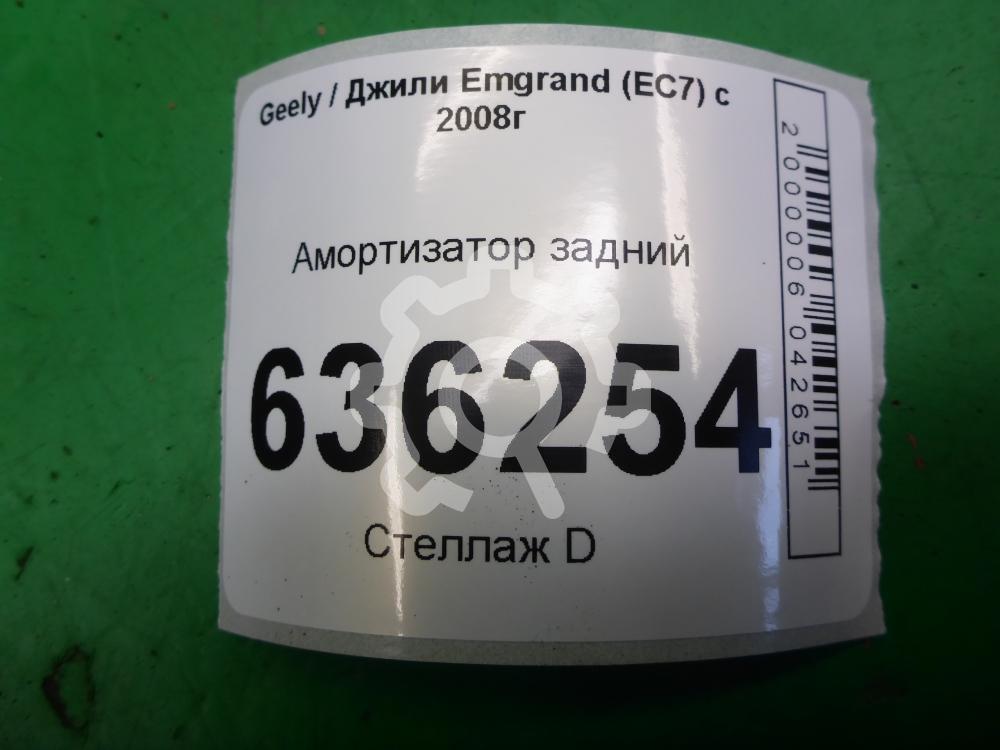 Geely / Джили Emgrand (EC7) с
2008г
Амортизатор задний
636254
Стеллаж D
2000006042651